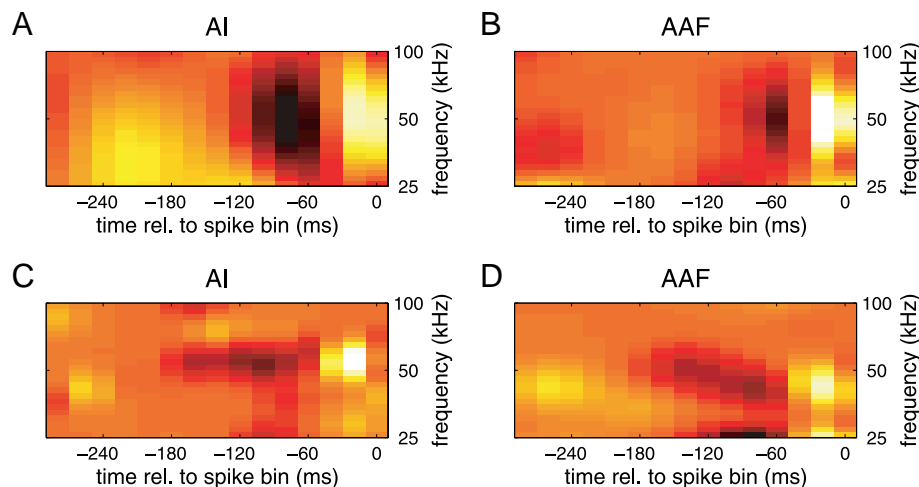 A
AI
100
50
25
frequency (kHz)
−240 −180 −120 −60 0
time rel. to spike bin (ms)
B
AAF
100
50
25
frequency (kHz)
−240 −180 −120 −60 0
time rel. to spike bin (ms)
C
AI
100
50
25
frequency (kHz)
−240 −180 −120 −60 0
time rel. to spike bin (ms)
D
AAF
100
50
25
frequency (kHz)
−240 −180 −120 −60 0
time rel. to spike bin (ms)